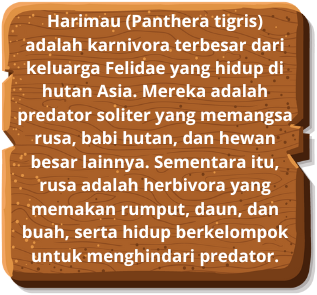 Harimau (Panthera tigris)
adalah karnivora terbesar dari
keluarga Felidae yang hidup di
hutan Asia. Mereka adalah
predator soliter yang memangsa
rusa, babi hutan, dan hewan
besar lainnya. Sementara itu,
rusa adalah herbivora yang
memakan rumput, daun, dan
buah, serta hidup berkelompok
untuk menghindari predator.